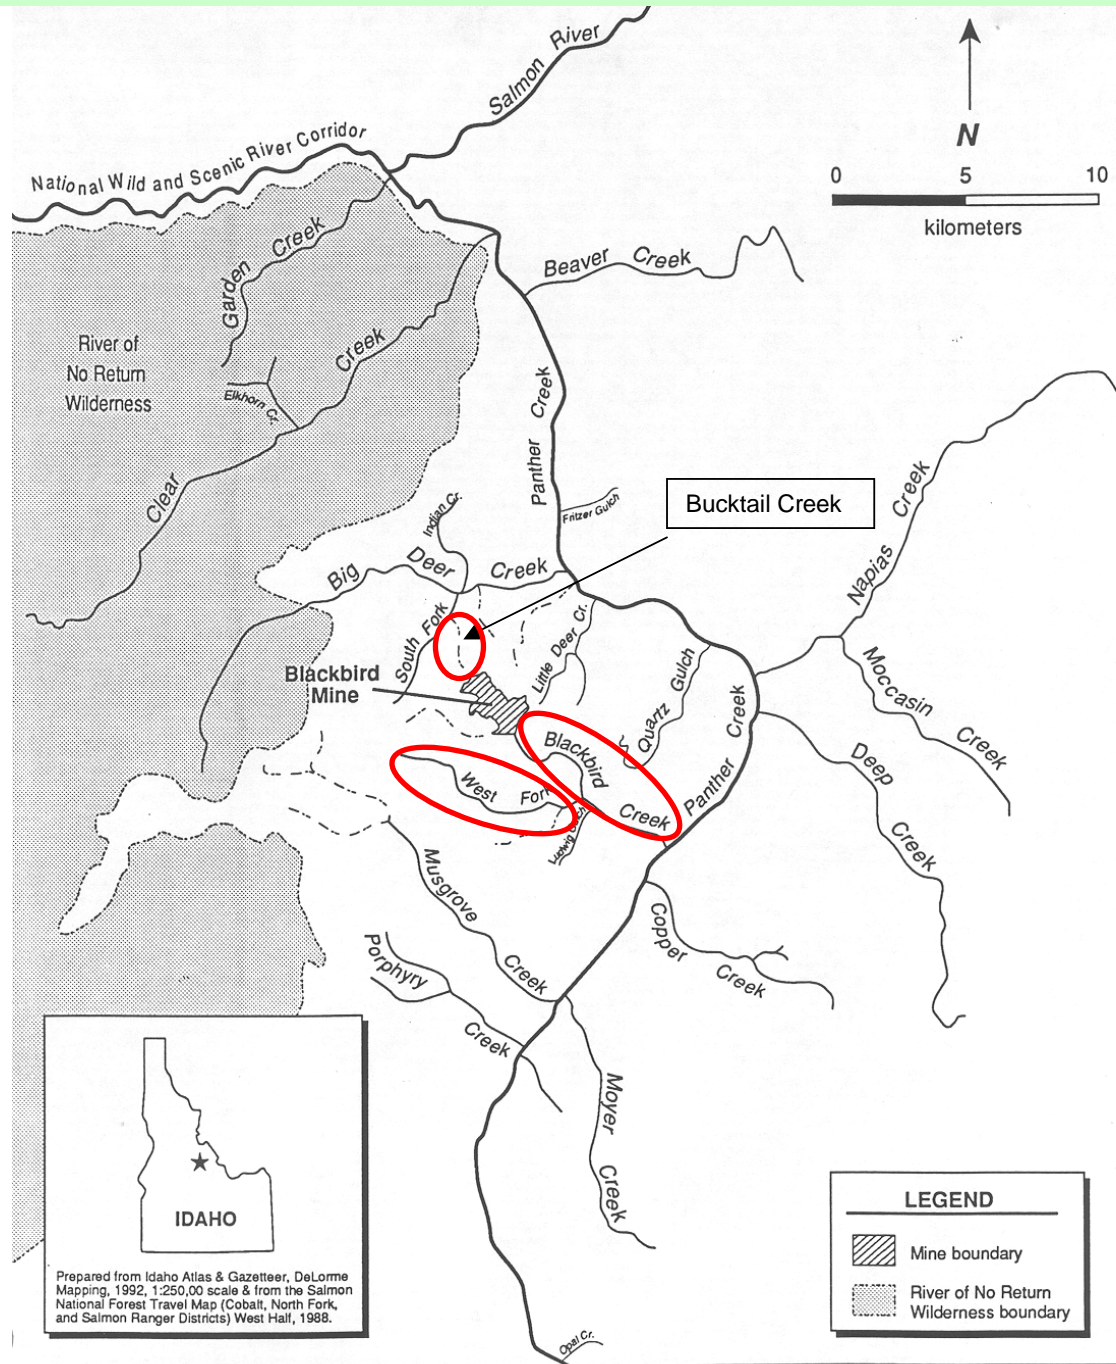 Salmon River
National Wild and Scenic River Corridor
N
0 5 10
kilometers
Garden Creek
Beaver Creek
River of
No Return
Wilderness
Elkhorn Cr.
Clear Creek
Panther Creek
Bucktail Creek
Indian Cr.
Fritzer Gulch
Napias Creek
Big Deer Creek
South Fork
Little Deer Cr.
Blackbird
Mine
Quartz Gulch
Panther Creek
Moccasin Creek
Deep Creek
Blackbird Creek
West Fork
Ludwig Gulch
Musgrove Creek
Copper Creek
Porphyry Creek
Moyer Creek
Opal Cr.
IDAHO
Prepared from Idaho Atlas & Gazetteer, DeLorme
Mapping, 1992, 1:250,00 scale & from the Salmon
National Forest Travel Map (Cobalt, North Fork,
and Salmon Ranger Districts) West Half, 1988.
LEGEND
Mine boundary
River of No Return
Wilderness boundary